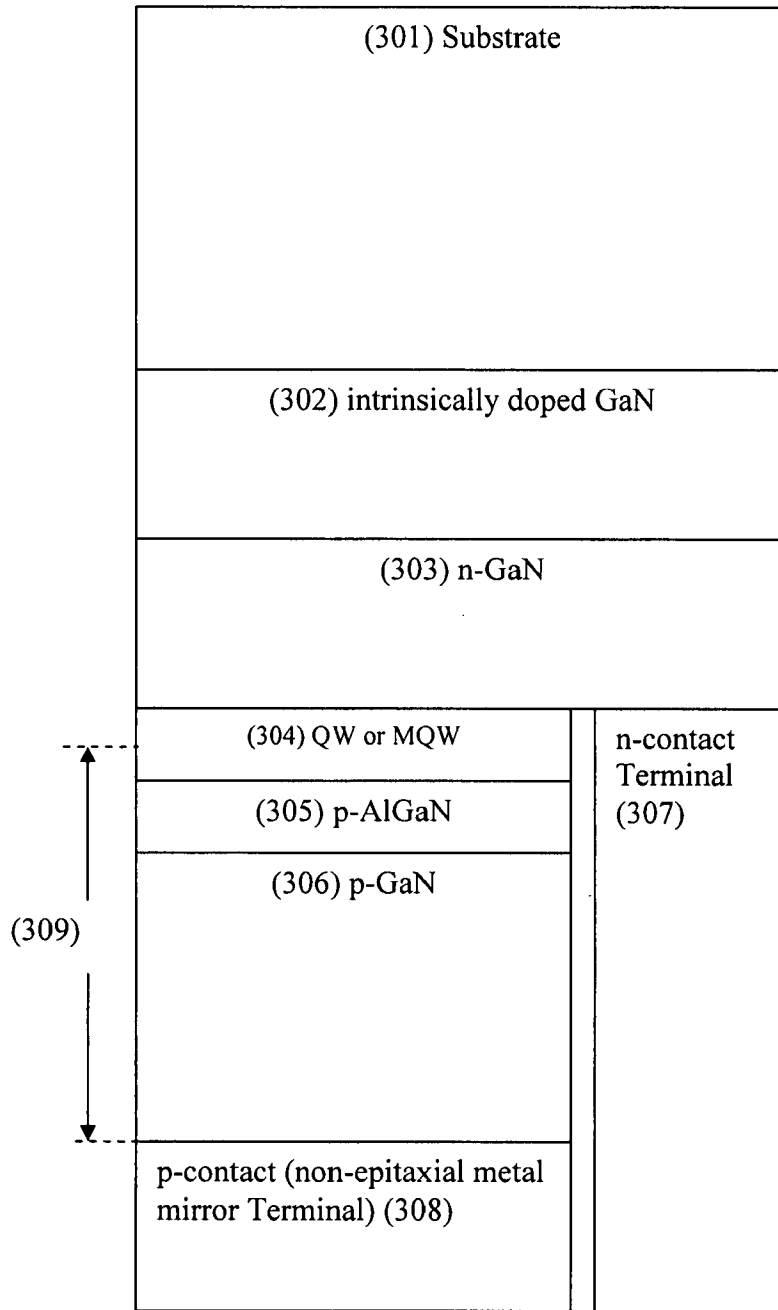 (301) Substrate
(302) intrinsically doped GaN
(303) n-GaN
(304) QW or MQW
n-contact
Terminal
(307)
(305) p-AlGaN
(306) p-GaN
(309)
p-contact (non-epitaxial metal
mirror Terminal) (308)